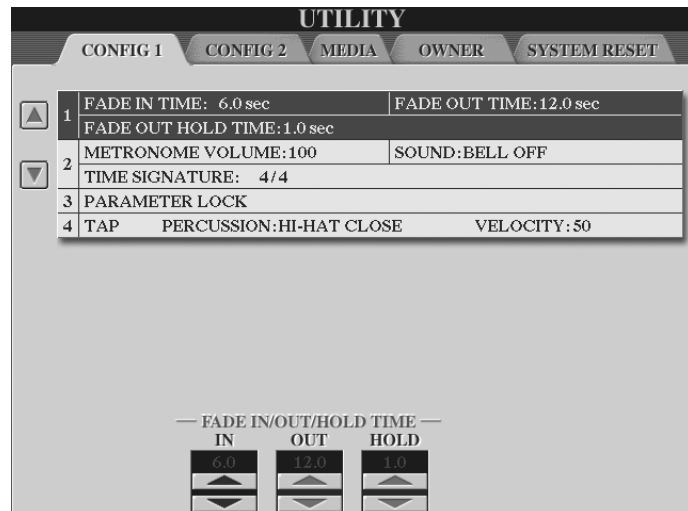 UTILITY
CONFIG 1 CONFIG 2 MEDIA OWNER SYSTEM RESET
1 FADE IN TIME: 6.0 sec FADE OUT TIME:12.0 sec
FADE OUT HOLD TIME:1.0 sec
2 METRONOME VOLUME:100 SOUND:BELL OFF
TIME SIGNATURE: 4/4
3 PARAMETER LOCK
4 TAP PERCUSSION:HI-HAT CLOSE VELOCITY:50
FADE IN/OUT/HOLD TIME
IN OUT HOLD
6.0 12.0 1.0